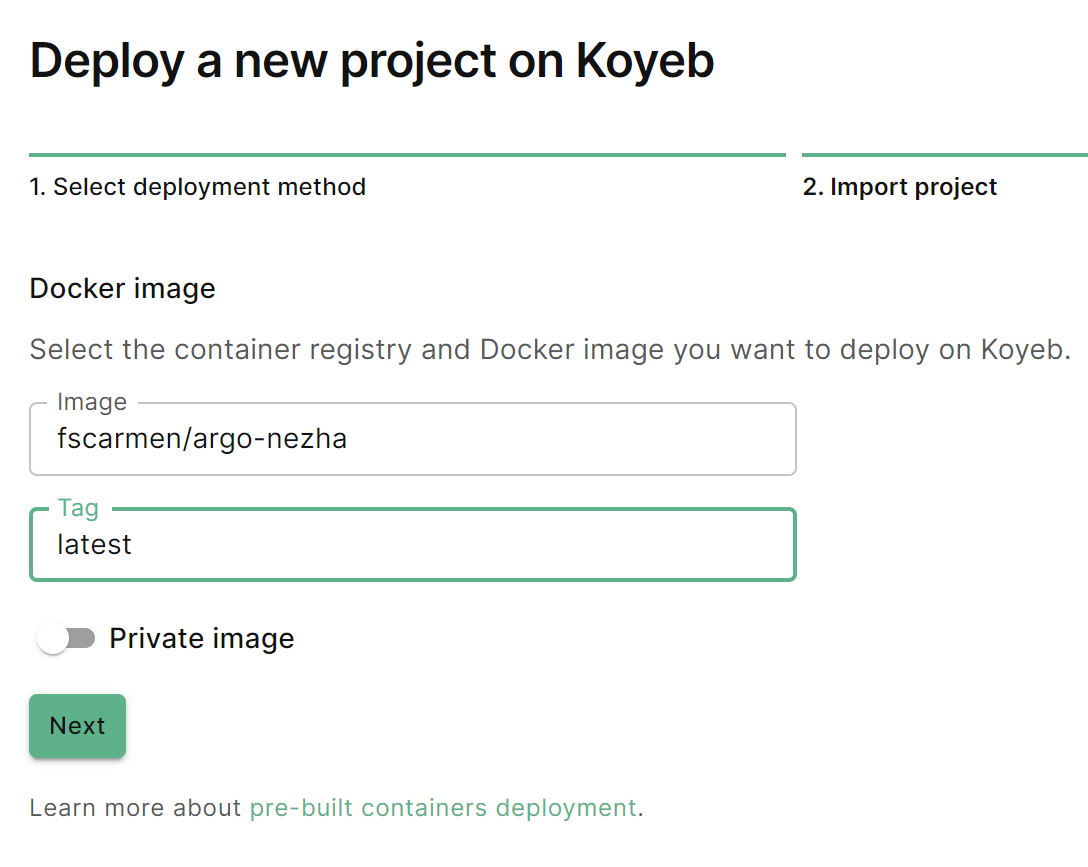 Deploy a new project on Koyeb
1. Select deployment method
2. Import project
Docker image
Select the container registry and Docker image you want to deploy on Koyeb.
Image
fscarmen/argo-nezha
Tag
latest
Private image
Next
Learn more about pre-built containers deployment.